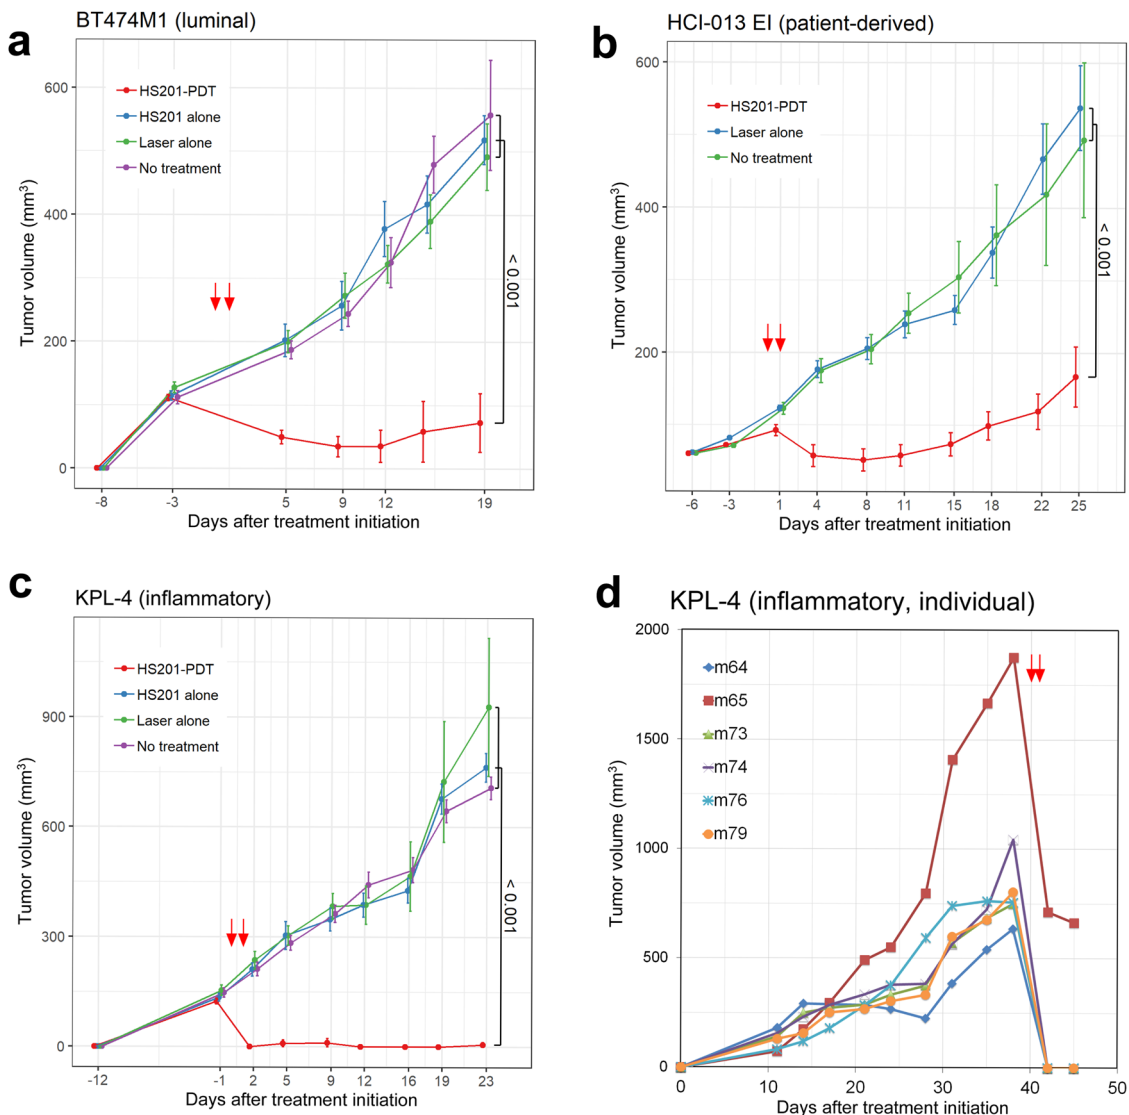 a
BT474M1 (luminal)
HS201-PDT
HS201 alone
Laser alone
No treatment
Tumor volume (mm³)
600
400
200
0
< 0.001
-8 -3 5 9 12 19
Days after treatment initiation
b
HCI-013 EI (patient-derived)
HS201-PDT
Laser alone
No treatment
Tumor volume (mm³)
600
400
200
< 0.001
-6 -3 1 4 8 11 15 18 22 25
Days after treatment initiation
c
KPL-4 (inflammatory)
HS201-PDT
HS201 alone
Laser alone
No treatment
Tumor volume (mm³)
900
600
300
0
< 0.001
-12 -1 2 5 9 12 16 19 23
Days after treatment initiation
d
KPL-4 (inflammatory, individual)
m64
m65
m73
m74
m76
m79
Tumor volume (mm³)
2000
1500
1000
500
0
0 10 20 30 40 50
Days after treatment initiation